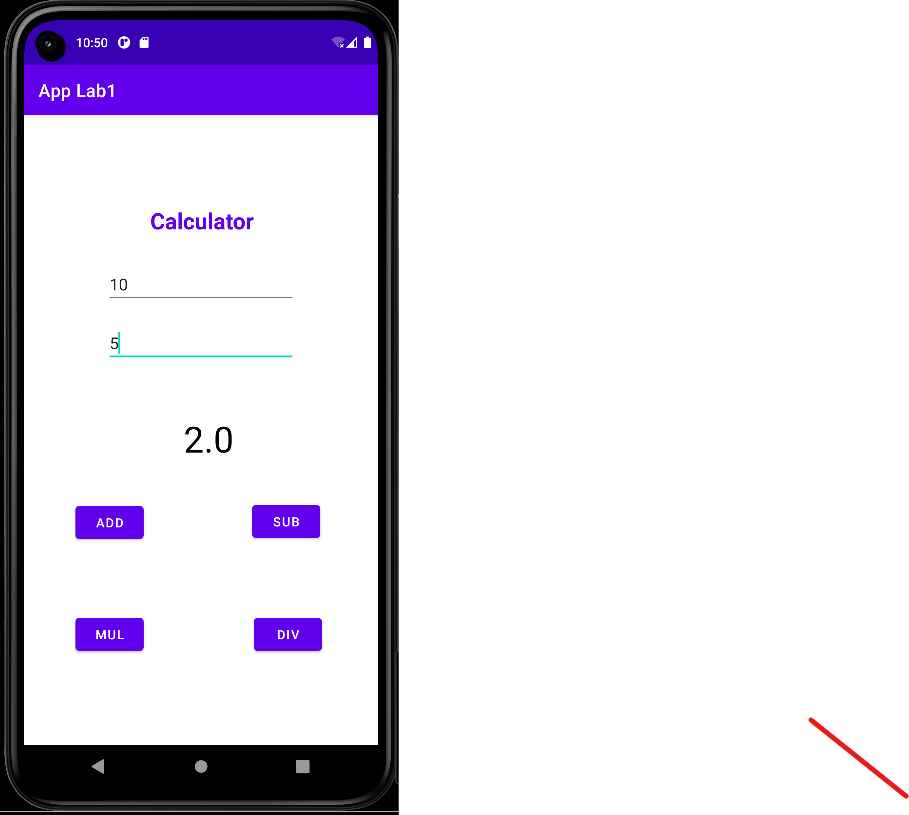 10:50
App Lab1
Calculator
10
5
2.0
ADD SUB
MUL DIV